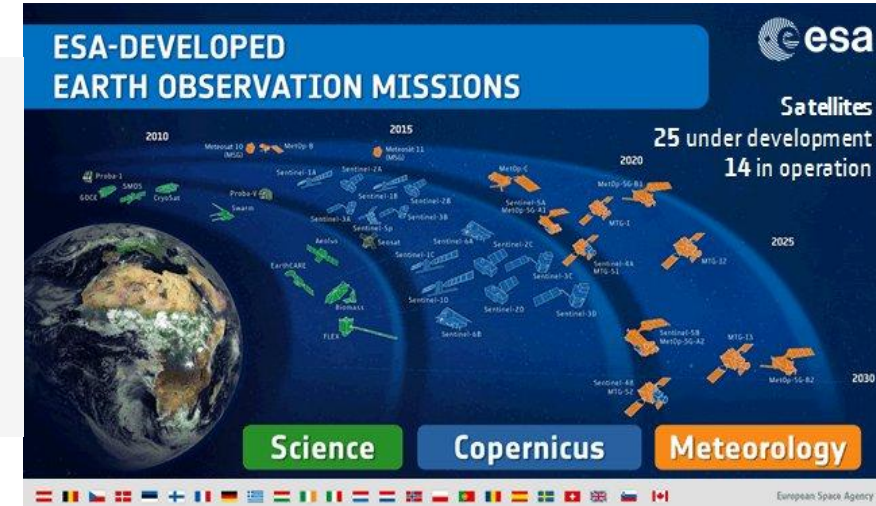 ESA-DEVELOPED
EARTH OBSERVATION MISSIONS
esa
Satellites
25 under development
14 in operation
2010
2015
2020
2025
2030
Meteosat 10
(MSG)
MetOp-B
Meteosat 11
(MSG)
Proba-1
GOCE
SMOS
CryoSat
Proba-V
Swarm
Sentinel-1A
Sentinel-2A
Sentinel-1B
Sentinel-2B
Sentinel-3A
Sentinel-3B
Sentinel-5p
MetOp-C
Sentinel-5A
MetOp-SG-A1
MetOp-SG-B1
MTG-I
Aeolus
Seosat
Sentinel-6A
Sentinel-2C
Sentinel-1C
Sentinel-3C
Sentinel-4A
MTG-S1
MTG-I2
EarthCARE
Biomass
FLEX
Sentinel-1D
Sentinel-2D
Sentinel-3D
Sentinel-6B
Sentinel-5B
MetOp-SG-A2
MTG-I3
MetOp-SG-B2
Sentinel-4B
MTG-S2
Science
Copernicus
Meteorology
European Space Agency